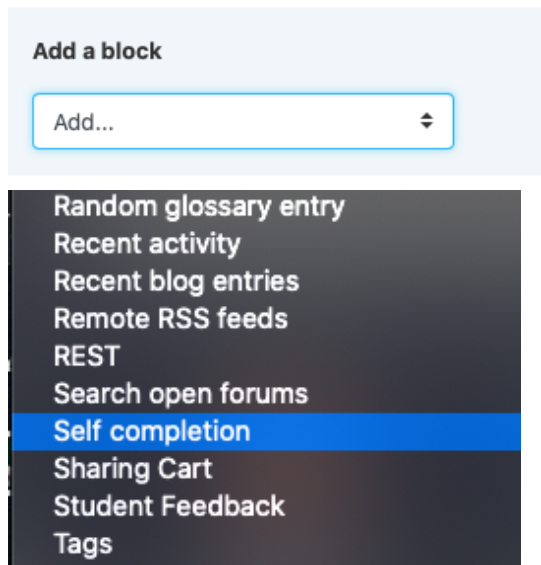 Add a block
Add...
Random glossary entry
Recent activity
Recent blog entries
Remote RSS feeds
REST
Search open forums
Self completion
Sharing Cart
Student Feedback
Tags